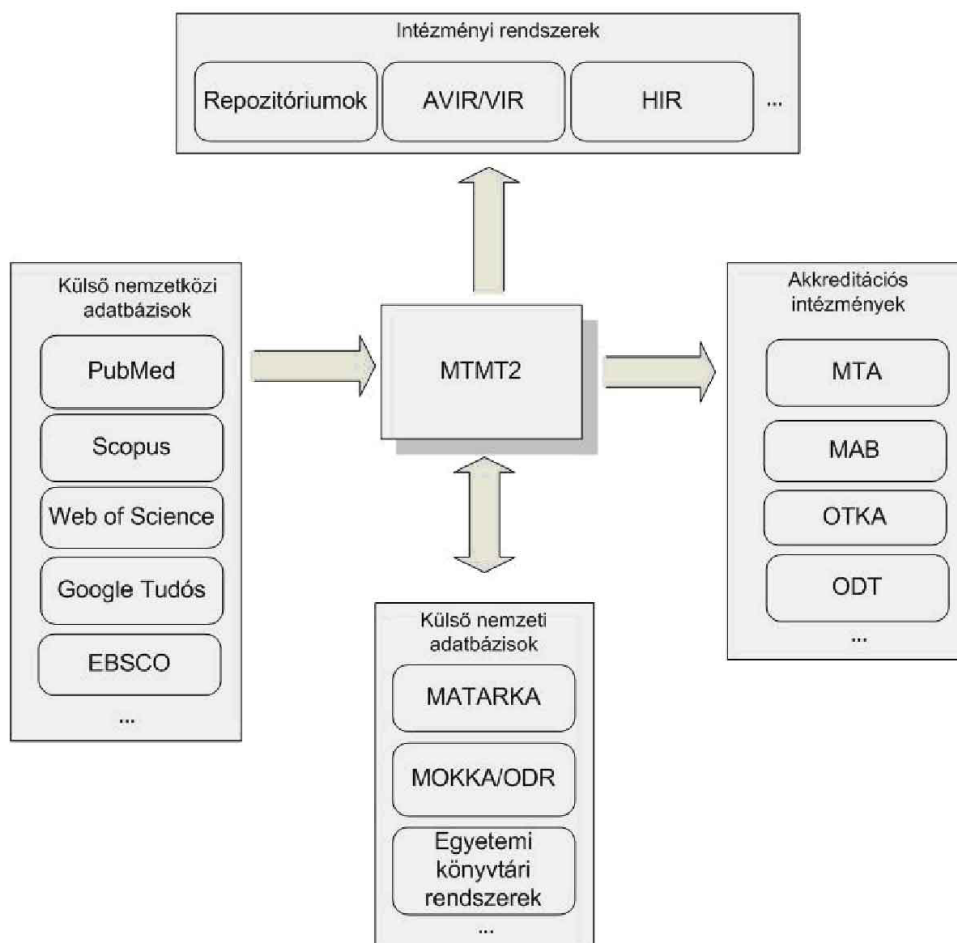 Intézményi rendszerek
Repozitóriumok
AVIR/VIR
HIR
...
Külső nemzetközi
adatbázisok
PubMed
Scopus
Web of Science
Google Tudós
EBSCO
...
MTMT2
Akkreditációs
intézmények
MTA
MAB
OTKA
ODT
...
Külső nemzeti
adatbázisok
MATARKA
MOKKA/ODR
Egyetemi
könyvtári
rendszerek
...